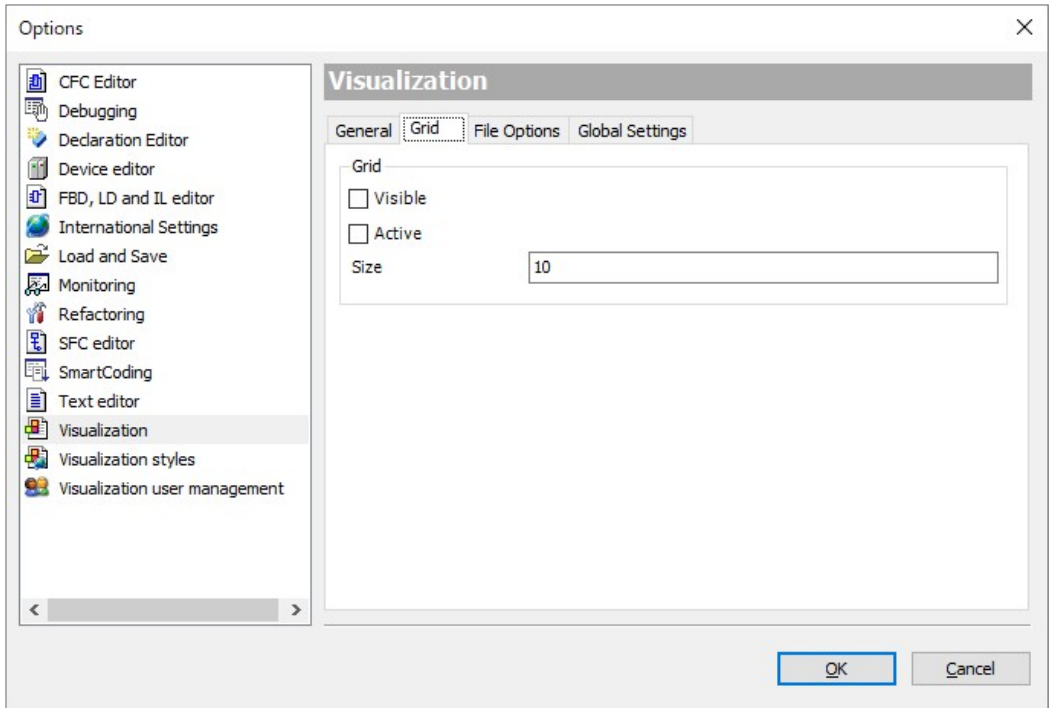 Options
CFC Editor
Debugging
Declaration Editor
Device editor
FBD, LD and IL editor
International Settings
Load and Save
Monitoring
Refactoring
SFC editor
SmartCoding
Text editor
Visualization
Visualization styles
Visualization user management
Visualization
General Grid File Options Global Settings
Grid
Visible
Active
Size 10
OK Cancel